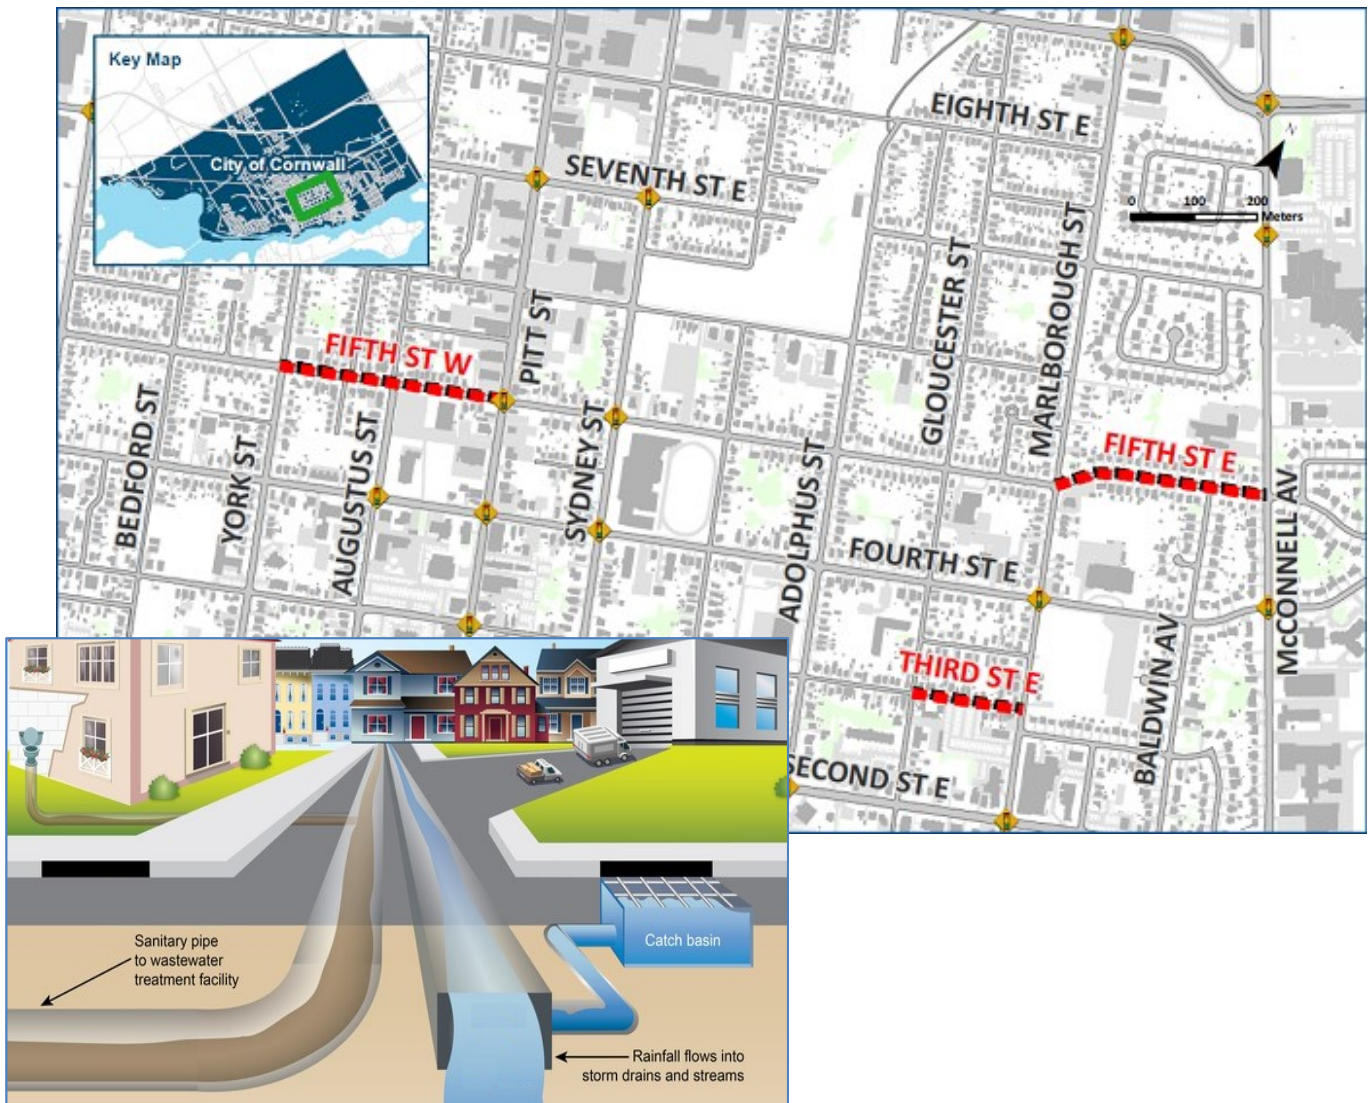 Key Map
City of Cornwall
EIGHTH ST E
N
SEVENTH ST E
0 100 200
Meters
PITT ST
GLOUCESTER ST
MARLBOROUGH ST
FIFTH ST W
BEDFORD ST
YORK ST
AUGUSTUS ST
SYDNEY ST
ADOLPHUS ST
FIFTH ST E
McCONNELL AV
FOURTH ST E
THIRD ST E
BALDWIN AV
SECOND ST E
Sanitary pipe
to wastewater
treatment facility
Catch basin
Rainfall flows into
storm drains and streams